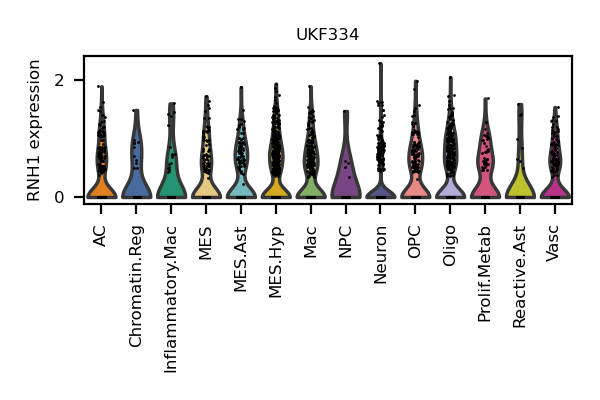 UKF334
RNH1 expression
2
0
AC
Chromatin.Reg
Inflammatory.Mac
MES
MES.Ast
MES.Hyp
Mac
NPC
Neuron
OPC
Oligo
Prolif.Metab
Reactive.Ast
Vasc